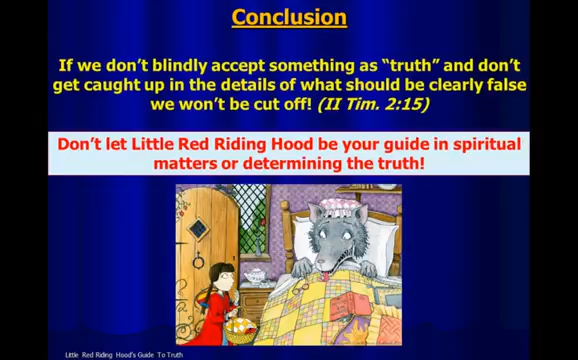 Conclusion
If we don't blindly accept something as "truth" and don't
get caught up in the details of what should be clearly false
we won't be cut off! (II Tim. 2:15)
Don't let Little Red Riding Hood be your guide in spiritual
matters or determining the truth!
Little Red Riding Hood's Guide To Truth